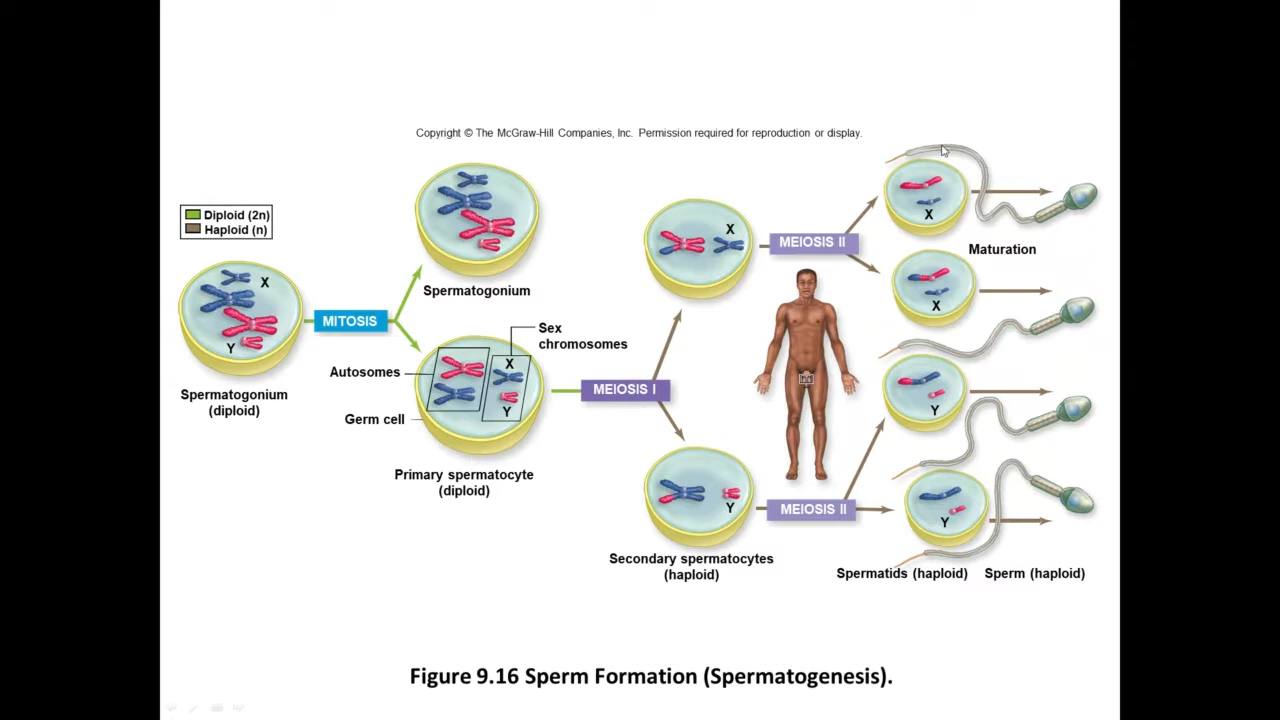 Copyright © The McGraw-Hill Companies, Inc. Permission required for reproduction or display.
Diploid (2n)
Haploid (n)
X
Y
Spermatogonium
(diploid)
MITOSIS
Spermatogonium
Autosomes
Germ cell
Sex
chromosomes
X
Y
Primary spermatocyte
(diploid)
MEIOSIS I
X
Y
Secondary spermatocytes
(haploid)
MEIOSIS II
MEIOSIS II
X
X
Y
Y
Maturation
Spermatids (haploid)
Sperm (haploid)
Figure 9.16 Sperm Formation (Spermatogenesis).